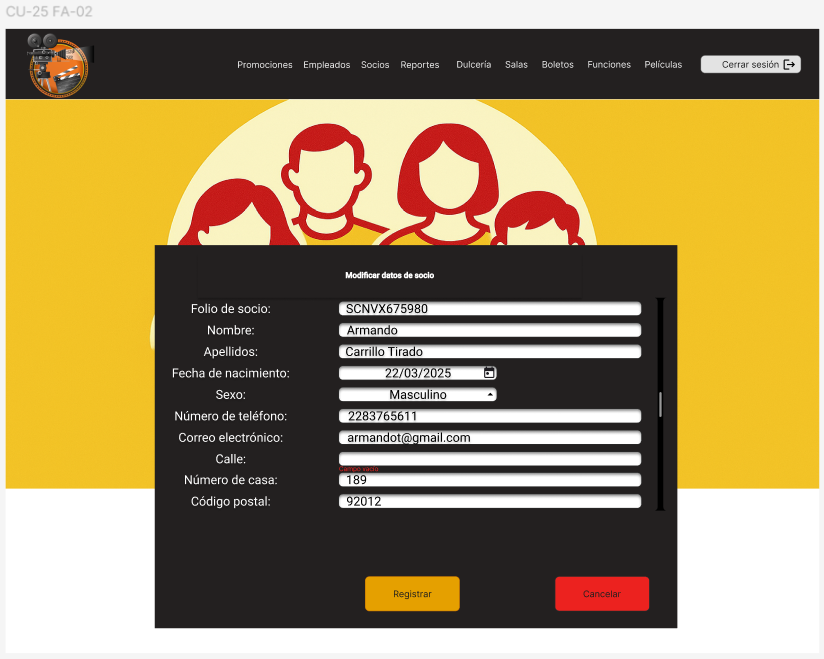 CU-25 FA-02
Promociones Empleados Socios Reportes Dulcería Salas Boletos Funciones Películas Cerrar sesión
Modificar datos de socio
Folio de socio: SCNVX675980
Nombre: Armando
Apellidos: Carrillo Tirado
Fecha de nacimiento: 22/03/2025
Sexo: Masculino
Número de teléfono: 2283765611
Correo electrónico: armandot@gmail.com
Calle:
Campo vacío
Número de casa: 189
Código postal: 92012
Registrar Cancelar